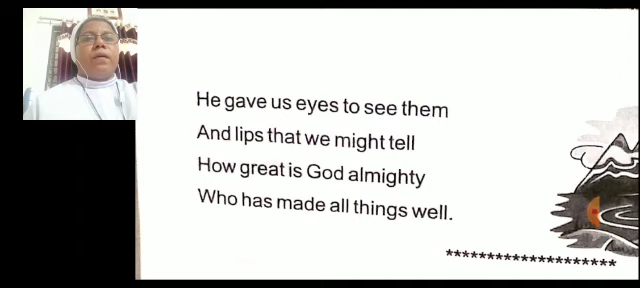 He gave us eyes to see them
And lips that we might tell
How great is God almighty
Who has made all things well.
********************